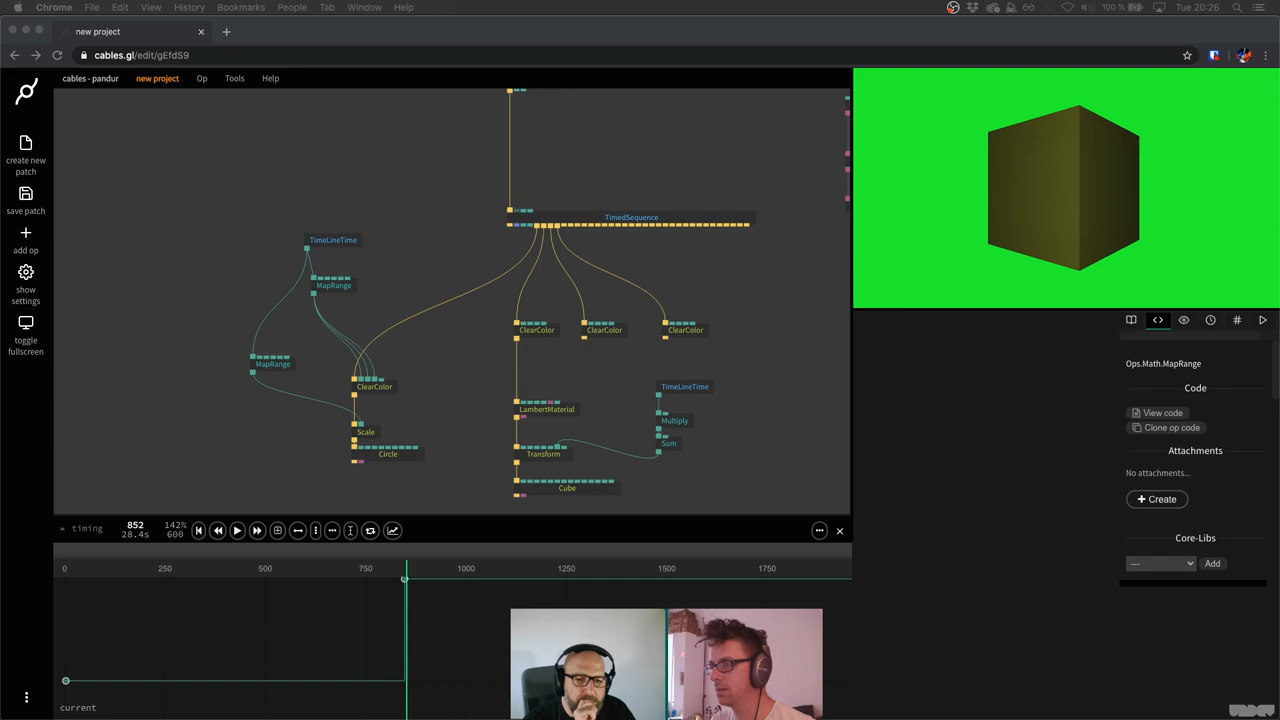 Chrome File Edit View History Bookmarks People Tab Window Help 100 % Tue 20:26
new project
cables.gl/edit/gEfdS9
cables - pandur new project Op Tools Help
create new
patch
save patch
add op
show
settings
toggle
fullscreen
TimedSequence
TimeLineTime
MapRange
ClearColor ClearColor ClearColor
MapRange
ClearColor
TimeLineTime
LambertMaterial
Multiply
Scale
Sum
Circle
Transform
Cube
Ops.Math.MapRange
Code
View code
Clone op code
Attachments
No attachments...
+ Create
Core-Libs
--- Add
timing 852 142%
28.4s 600
0 250 500 750 1000 1250 1500 1750
current